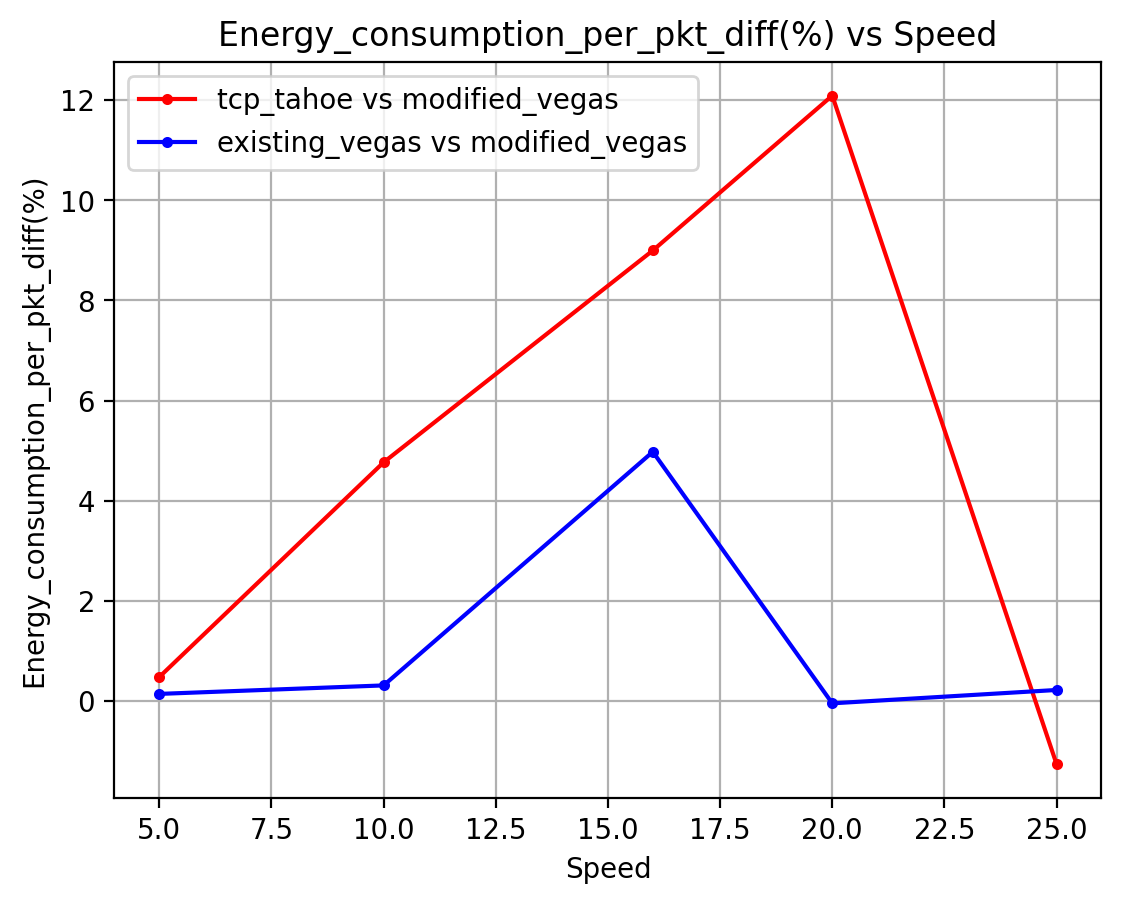 Energy_consumption_per_pkt_diff(%) vs Speed
tcp_tahoe vs modified_vegas
existing_vegas vs modified_vegas
Energy_consumption_per_pkt_diff(%)
12
10
8
6
4
2
0
5.0 7.5 10.0 12.5 15.0 17.5 20.0 22.5 25.0
Speed